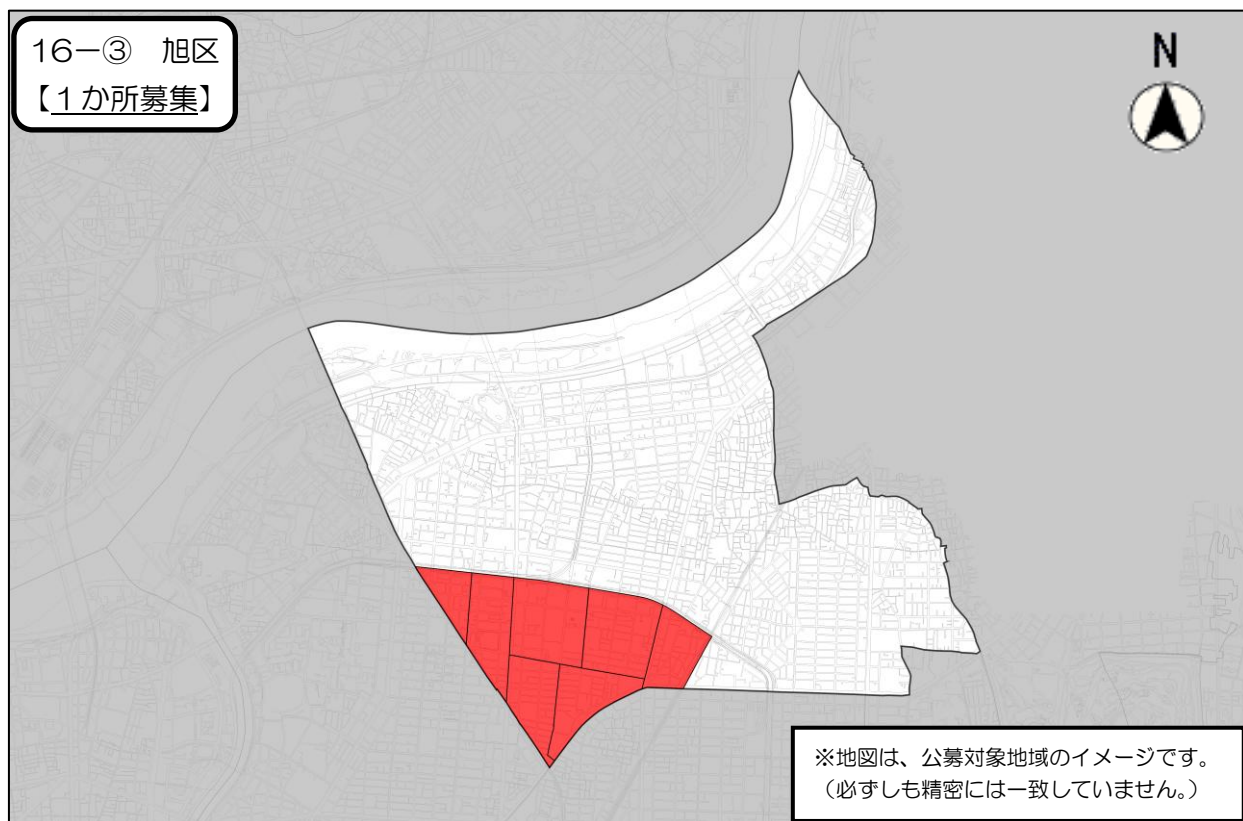 16－③　旭区
【１か所募集】
N
※地図は、公募対象地域のイメージです。
（必ずしも精密には一致していません。）